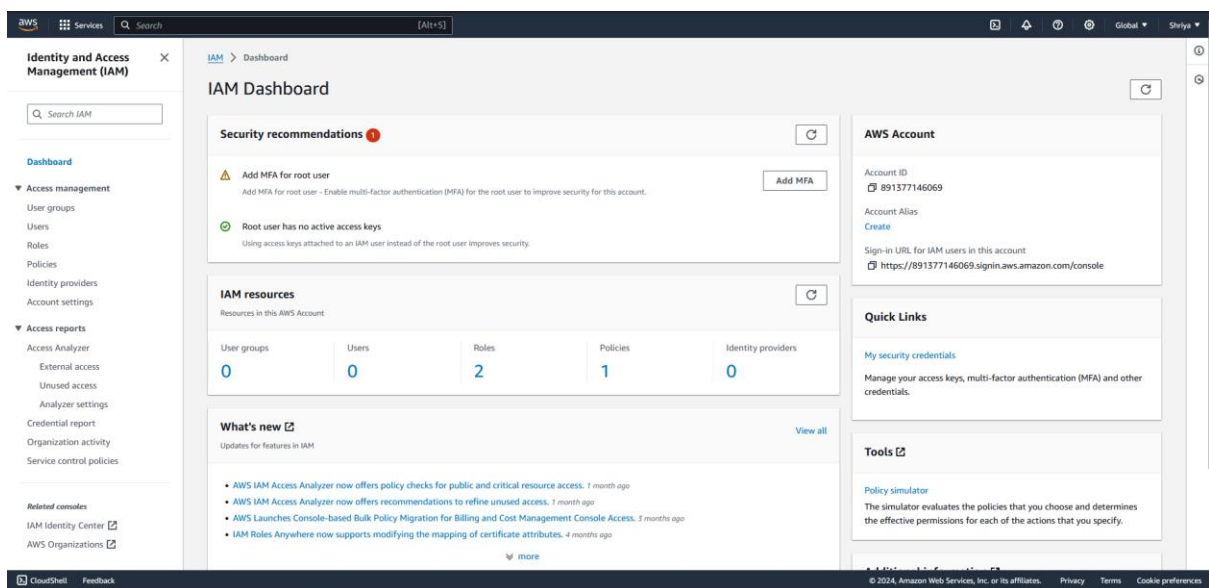 aws Services Search [Alt+S] Global Shriya
Identity and Access Management (IAM)
Search IAM
Dashboard
Access management
User groups
Users
Roles
Policies
Identity providers
Account settings
Access reports
Access Analyzer
External access
Unused access
Analyzer settings
Credential report
Organization activity
Service control policies
Related consoles
IAM Identity Center
AWS Organizations
IAM > Dashboard
IAM Dashboard
Security recommendations 1
Add MFA for root user
Add MFA for root user - Enable multi-factor authentication (MFA) for the root user to improve security for this account.
Add MFA
Root user has no active access keys
Using access keys attached to an IAM user instead of the root user improves security.
IAM resources
Resources in this AWS Account
User groups Users Roles Policies Identity providers
0 0 2 1 0
What's new
View all
Updates for features in IAM
• AWS IAM Access Analyzer now offers policy checks for public and critical resource access. 1 month ago
• AWS IAM Access Analyzer now offers recommendations to refine unused access. 1 month ago
• AWS Launches Console-based Bulk Policy Migration for Billing and Cost Management Console Access. 3 months ago
• IAM Roles Anywhere now supports modifying the mapping of certificate attributes. 4 months ago
more
AWS Account
Account ID
891377146069
Account Alias
Create
Sign-in URL for IAM users in this account
https://891377146069.signin.aws.amazon.com/console
Quick Links
My security credentials
Manage your access keys, multi-factor authentication (MFA) and other
credentials.
Tools
Policy simulator
The simulator evaluates the policies that you choose and determines
the effective permissions for each of the actions that you specify.
CloudShell Feedback © 2024, Amazon Web Services, Inc. or its affiliates. Privacy Terms Cookie preferences